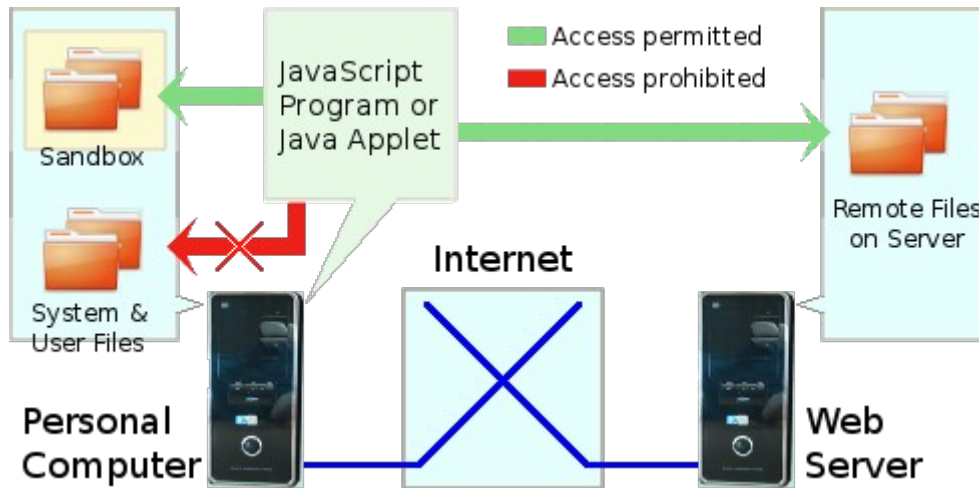 JavaScript
Program or
Java Applet
Access permitted
Access prohibited
Sandbox
System &
User Files
Remote Files
on Server
Internet
Personal
Computer
Web
Server